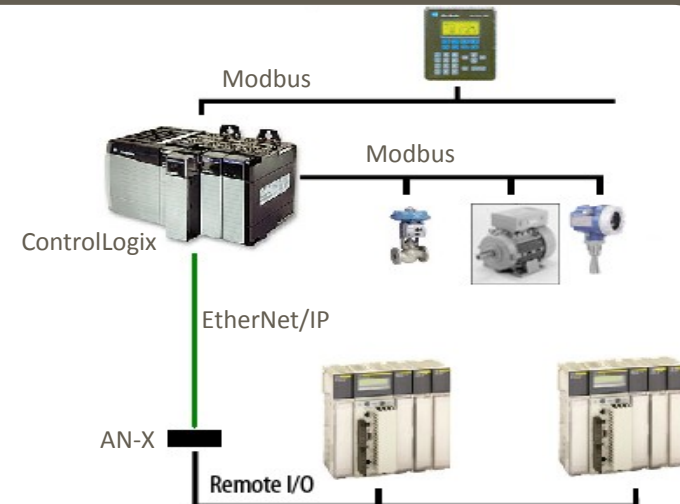 Modbus
Modbus
ControlLogix
EtherNet/IP
AN-X
Remote I/O